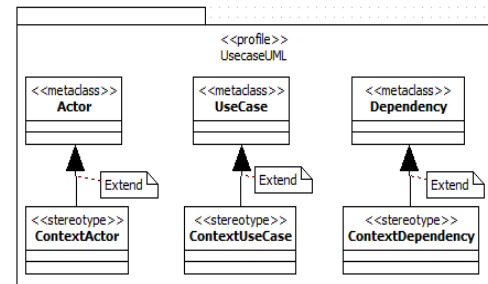 <<profile>>
UsecaseUML
<<metaclass>>
Actor
<<metaclass>>
UseCase
<<metaclass>>
Dependency
Extend
Extend
Extend
<<stereotype>>
ContextActor
<<stereotype>>
ContextUseCase
<<stereotype>>
ContextDependency